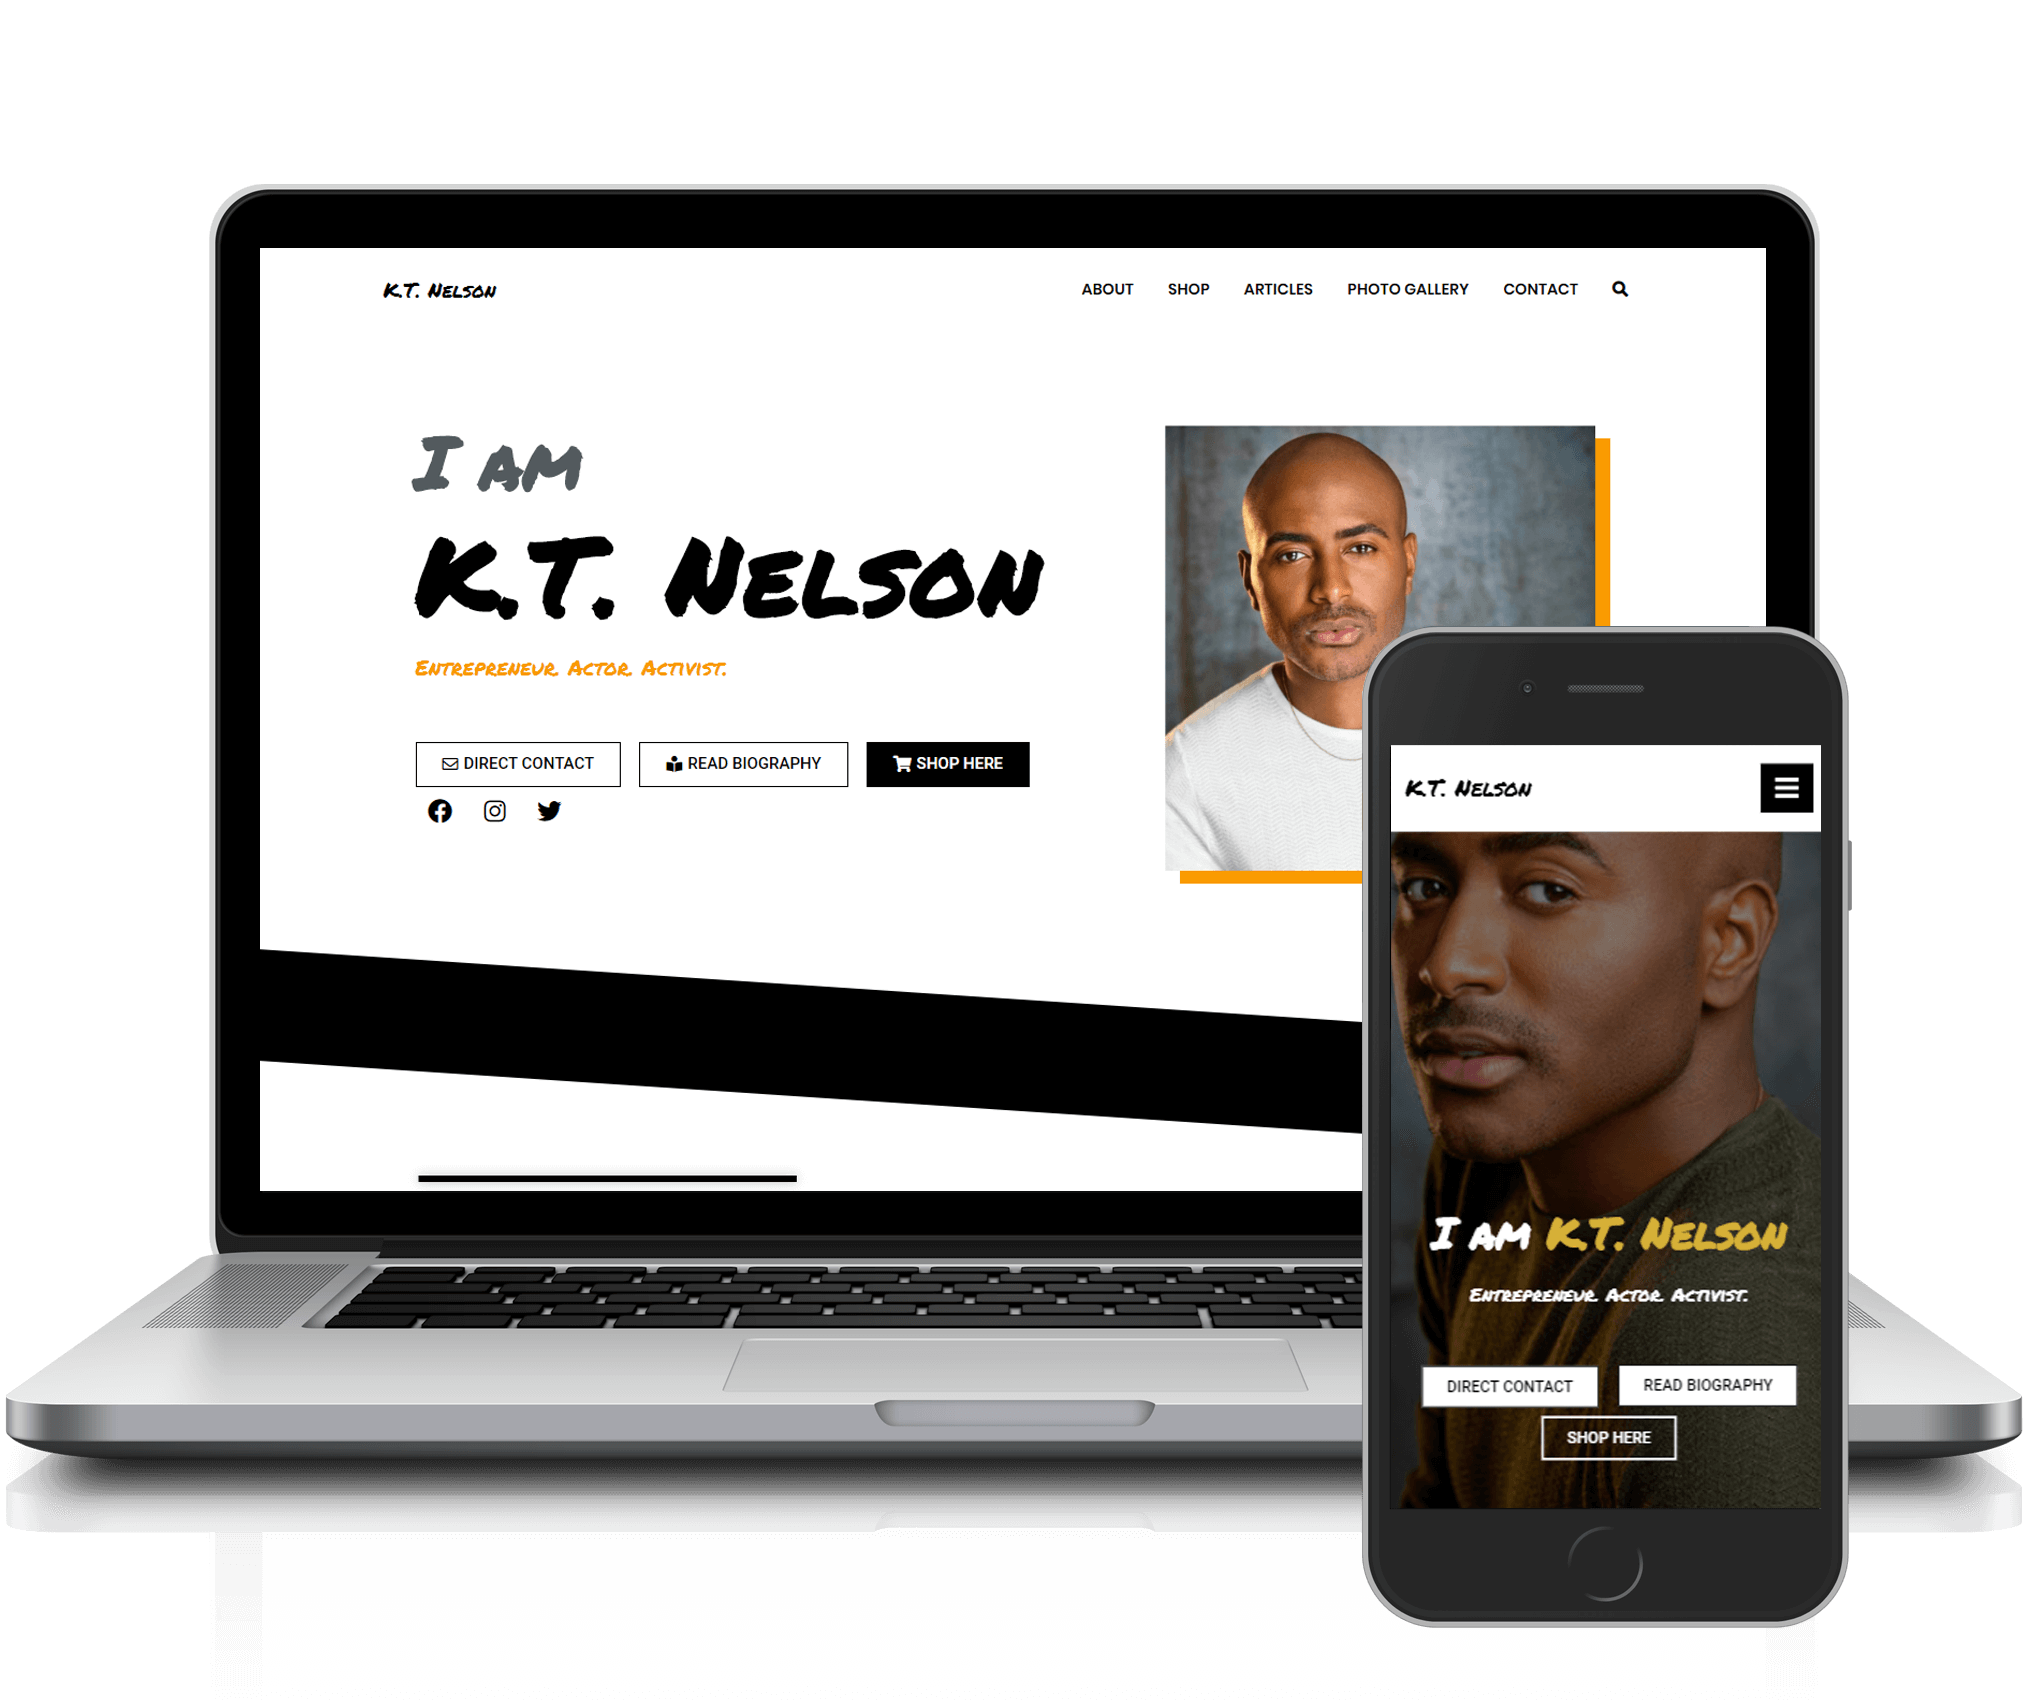 K.T. Nelson
ABOUT SHOP ARTICLES PHOTO GALLERY CONTACT
I am
K.T. Nelson
Entrepreneur. Actor. Activist.
DIRECT CONTACT READ BIOGRAPHY SHOP HERE
K.T. Nelson
I am K.T. Nelson
Entrepreneur. Actor. Activist.
DIRECT CONTACT READ BIOGRAPHY
SHOP HERE